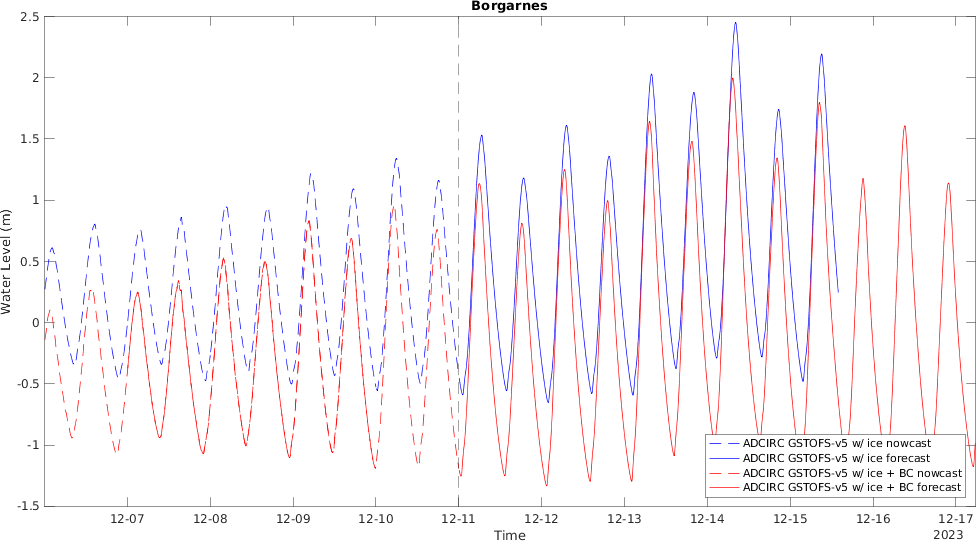 Borgarnes
2.5
2
1.5
1
0.5
0
-0.5
-1
-1.5
Water Level (m)
12-07 12-08 12-09 12-10 12-11 12-12 12-13 12-14 12-15 12-16 12-17
Time
2023
ADCIRC GSTOFS-v5 w/ ice nowcast
ADCIRC GSTOFS-v5 w/ ice forecast
ADCIRC GSTOFS-v5 w/ ice + BC nowcast
ADCIRC GSTOFS-v5 w/ ice + BC forecast